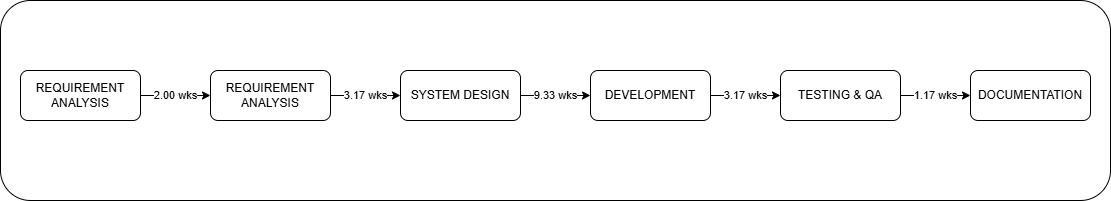 REQUIREMENT
ANALYSIS
2.00 wks
REQUIREMENT
ANALYSIS
3.17 wks
SYSTEM DESIGN
9.33 wks
DEVELOPMENT
3.17 wks
TESTING & QA
1.17 wks
DOCUMENTATION